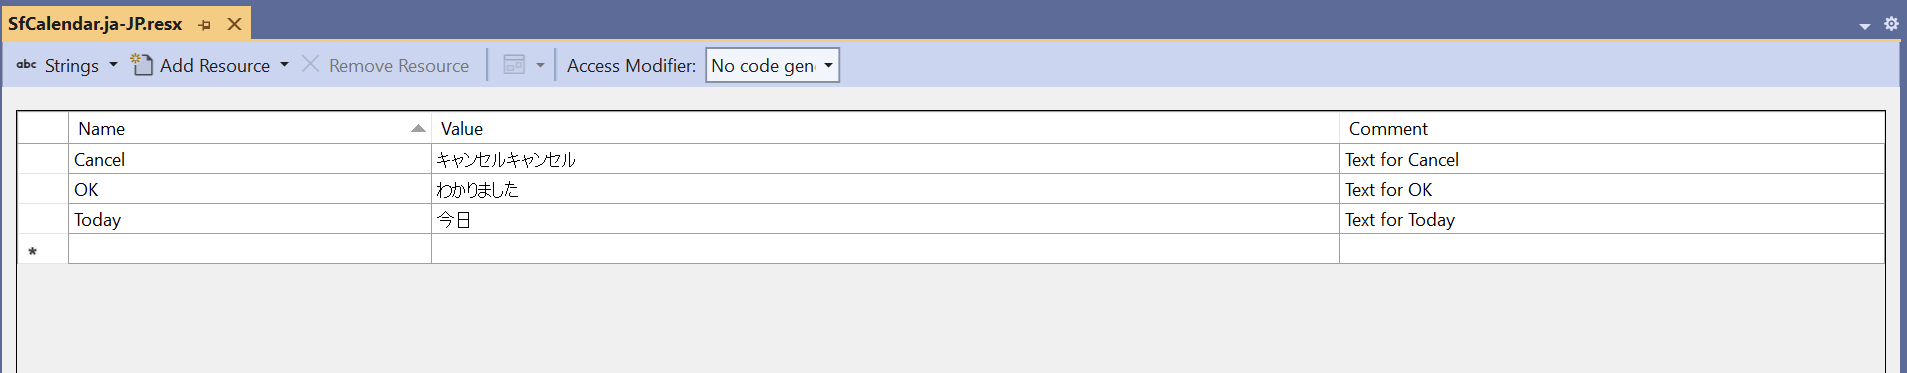 SfCalendar.ja-JP.resx
abc Strings Add Resource Remove Resource Access Modifier: No code gen
Name Value Comment
Cancel キャンセルキャンセル Text for Cancel
OK わかりました Text for OK
Today 今日 Text for Today
*